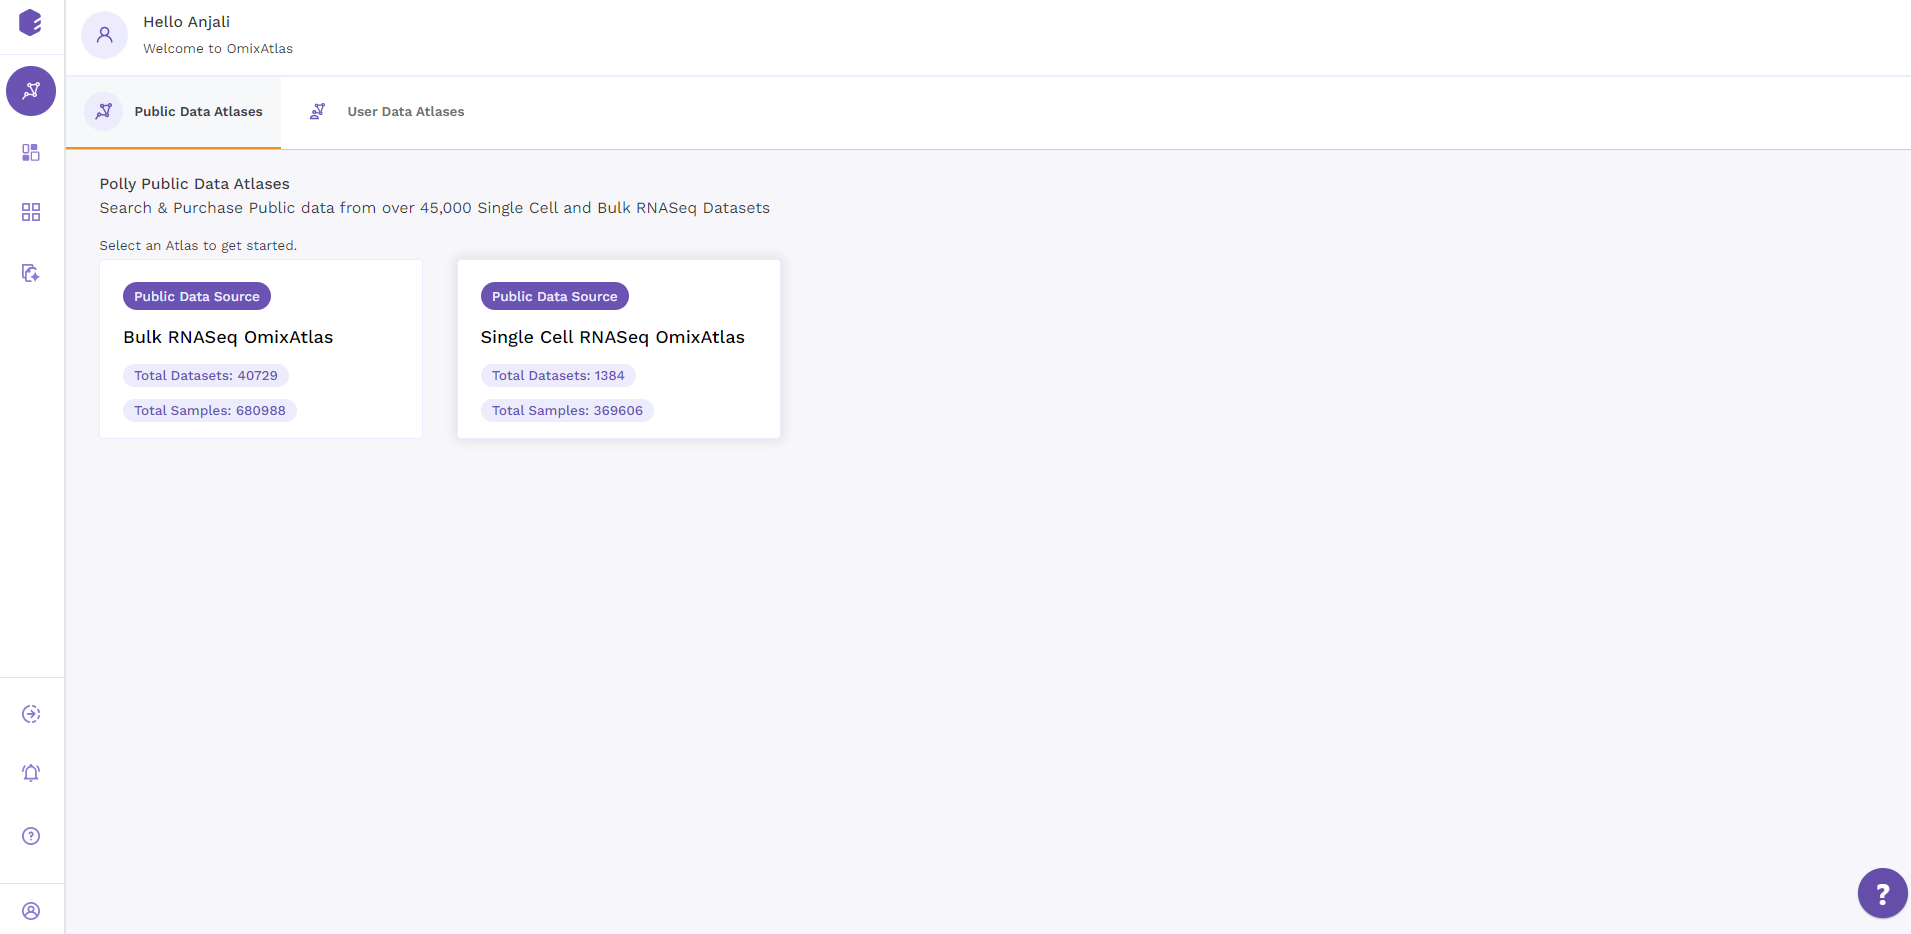 Hello Anjali
Welcome to OmixAtlas
Public Data Atlases
User Data Atlases
Polly Public Data Atlases
Search & Purchase Public data from over 45,000 Single Cell and Bulk RNASeq Datasets
Select an Atlas to get started.
Public Data Source
Bulk RNASeq OmixAtlas
Total Datasets: 40729
Total Samples: 680988
Public Data Source
Single Cell RNASeq OmixAtlas
Total Datasets: 1384
Total Samples: 369606
?
?